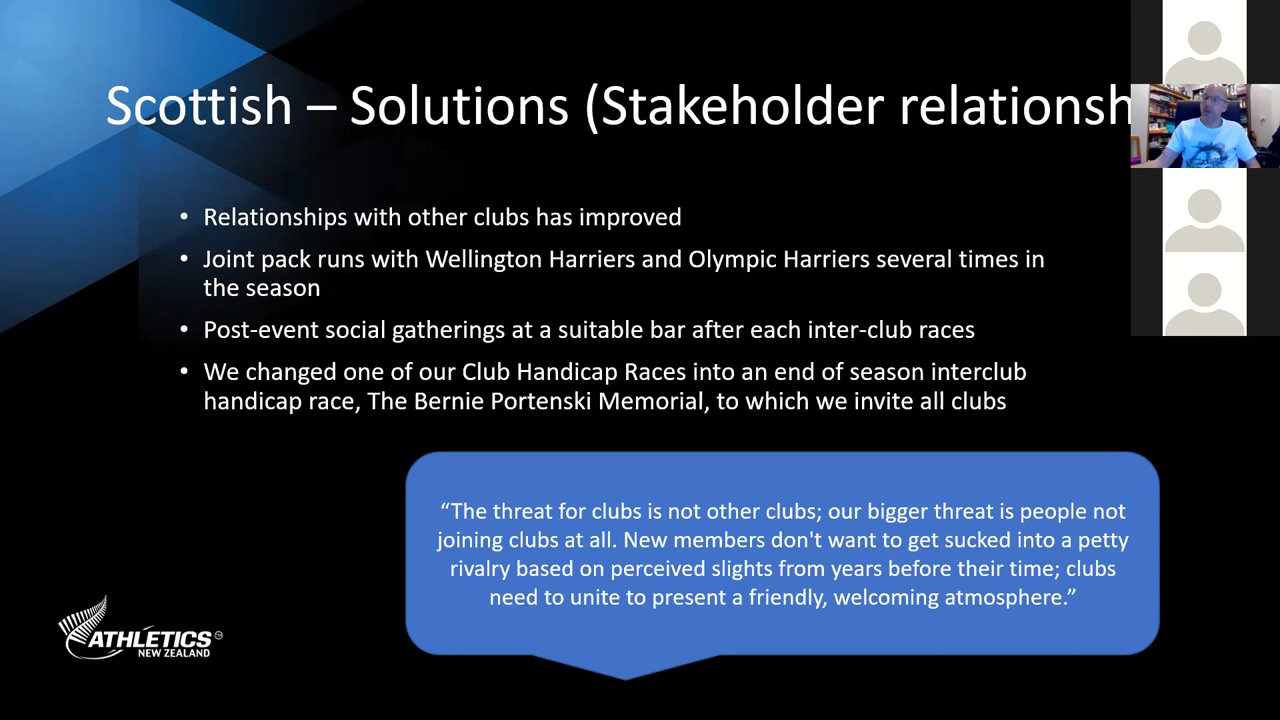 Scottish – Solutions (Stakeholder relationsh
• Relationships with other clubs has improved
• Joint pack runs with Wellington Harriers and Olympic Harriers several times in
the season
• Post-event social gatherings at a suitable bar after each inter-club races
• We changed one of our Club Handicap Races into an end of season interclub
handicap race, The Bernie Portenski Memorial, to which we invite all clubs
“The threat for clubs is not other clubs; our bigger threat is people not
joining clubs at all. New members don't want to get sucked into a petty
rivalry based on perceived slights from years before their time; clubs
need to unite to present a friendly, welcoming atmosphere.”
ATHLETICS
NEW ZEALAND